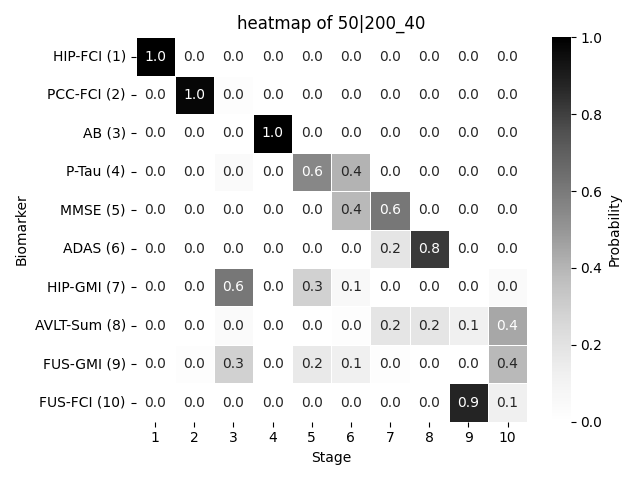 heatmap of 50|200_40
HIP-FCI (1) 1.0 0.0 0.0 0.0 0.0 0.0 0.0 0.0 0.0 0.0
PCC-FCI (2) 0.0 1.0 0.0 0.0 0.0 0.0 0.0 0.0 0.0 0.0
AB (3) 0.0 0.0 0.0 1.0 0.0 0.0 0.0 0.0 0.0 0.0
P-Tau (4) 0.0 0.0 0.0 0.0 0.6 0.4 0.0 0.0 0.0 0.0
MMSE (5) 0.0 0.0 0.0 0.0 0.0 0.4 0.6 0.0 0.0 0.0
ADAS (6) 0.0 0.0 0.0 0.0 0.0 0.0 0.2 0.8 0.0 0.0
HIP-GMI (7) 0.0 0.0 0.6 0.0 0.3 0.1 0.0 0.0 0.0 0.0
AVLT-Sum (8) 0.0 0.0 0.0 0.0 0.0 0.0 0.2 0.2 0.1 0.4
FUS-GMI (9) 0.0 0.0 0.3 0.0 0.2 0.1 0.0 0.0 0.0 0.4
FUS-FCI (10) 0.0 0.0 0.0 0.0 0.0 0.0 0.0 0.0 0.9 0.1
1 2 3 4 5 6 7 8 9 10
Stage
Biomarker
1.0
0.8
0.6
0.4
0.2
0.0
Probability